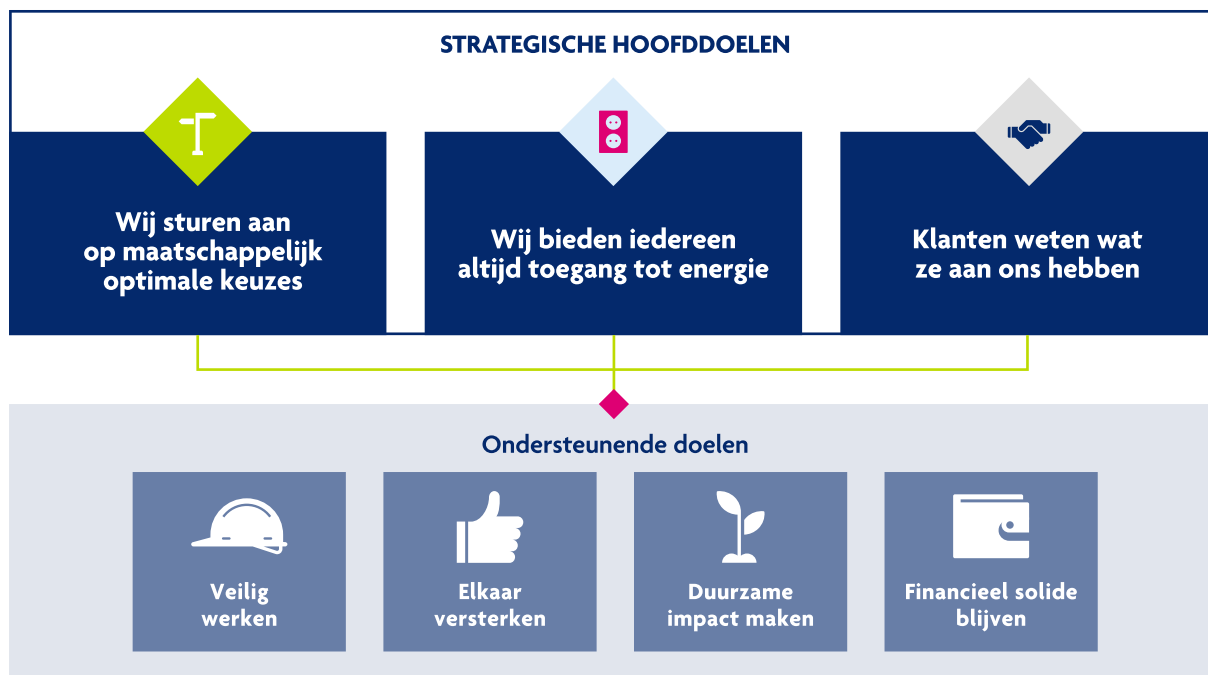 STRATEGISCHE HOOFDDOELEN
Wij sturen aan
op maatschappelijk
optimale keuzes
Wij bieden iedereen
altijd toegang tot energie
Klanten weten wat
ze aan ons hebben
Ondersteunende doelen
Veilig
werken
Elkaar
versterken
Duurzame
impact maken
Financieel solide
blijven